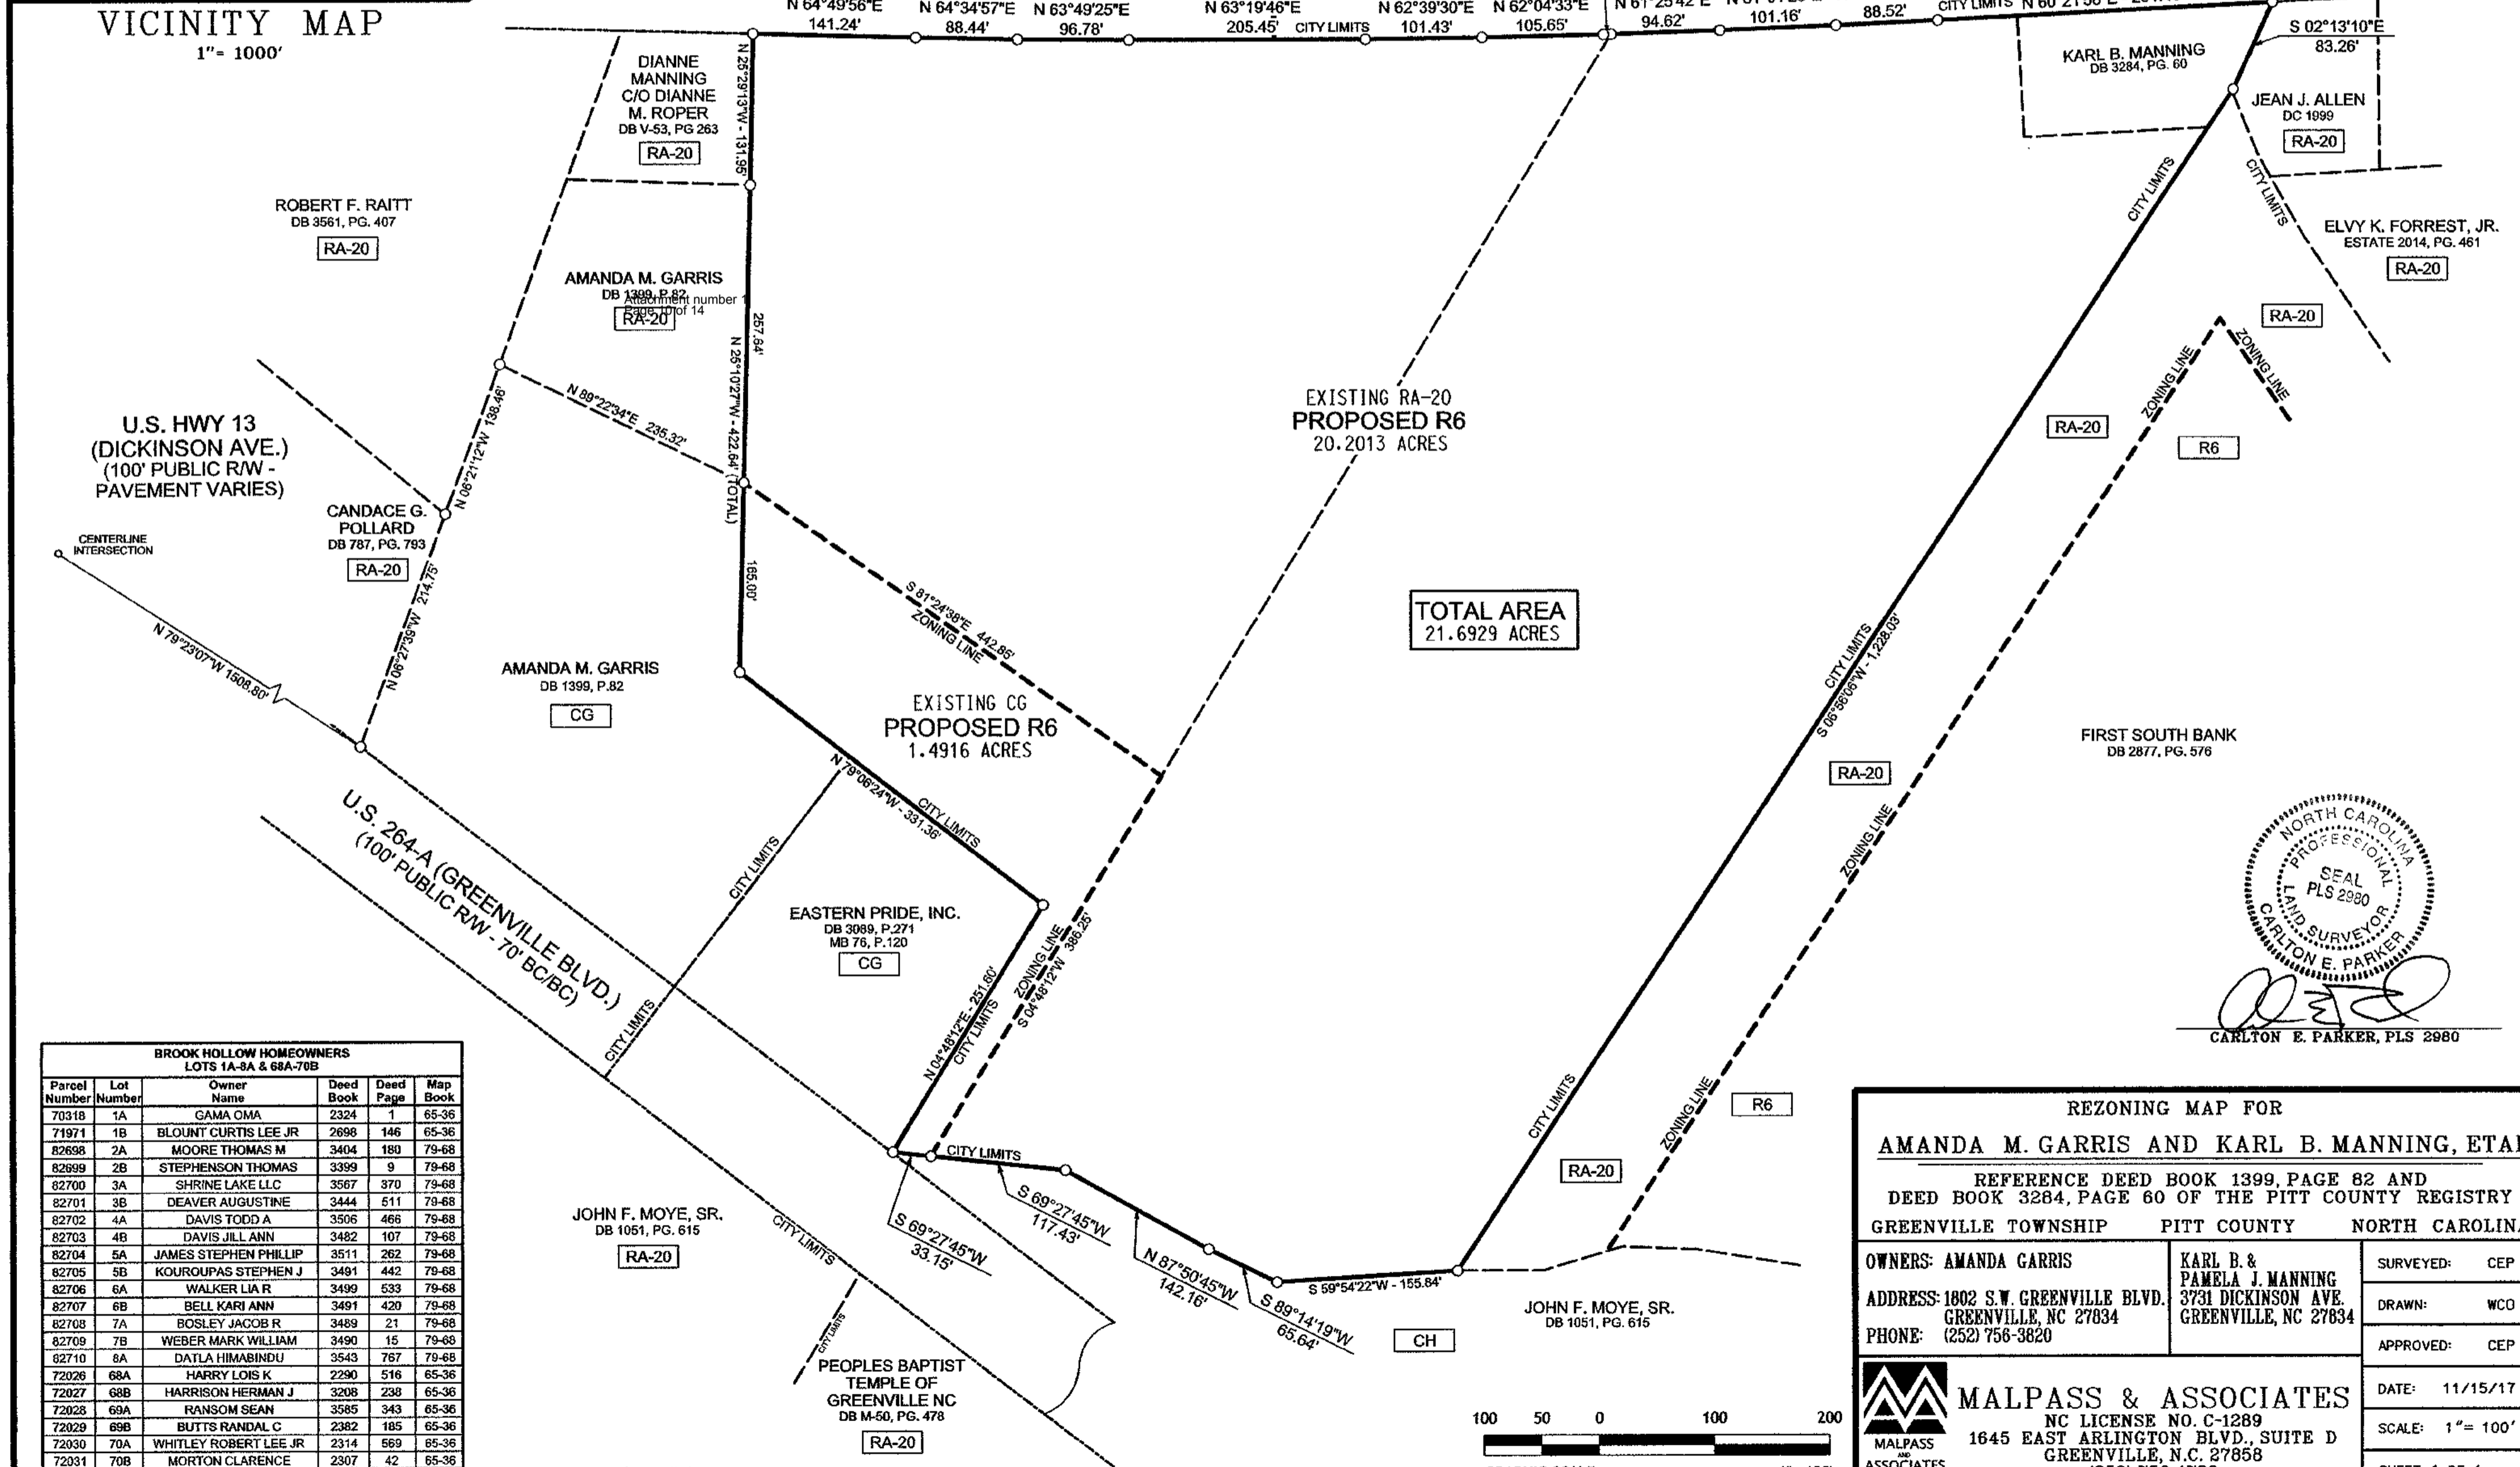 VICINITY MAP
1"= 1000'
N 64°49'56"E
141.24'
N 64°34'57"E
88.44'
N 63°49'25"E
96.78'
N 63°19'46"E
205.45'
CITY LIMITS
N 62°39'30"E
101.43'
N 62°04'33"E
105.65'
N 61°25'42"E
94.62'
101.16'
88.52'
CITY LIMITS
S 02°13'10"E
83.26'
KARL B. MANNING
DB 3284, PG. 60
JEAN J. ALLEN
DC 1999
RA-20
DIANNE
MANNING
C/O DIANNE
M. ROPER
DB V-53, PG 263
RA-20
N 25°29'13"W - 131.95'
CITY LIMITS
CITY LIMITS
ROBERT F. RAITT
DB 3561, PG. 407
RA-20
ELVY K. FORREST, JR.
ESTATE 2014, PG. 461
RA-20
AMANDA M. GARRIS
DB 1399, P.82
Attachment number 1
Page 10 of 14
RA-20
257.64'
N 25°10'27"W - 422.64' (TOTAL)
RA-20
ZONING LINE
ZONING LINE
N 89°22'34"E 235.32'
N 06°21'12"W 138.46'
EXISTING RA-20
PROPOSED R6
20.2013 ACRES
RA-20
R6
U.S. HWY 13
(DICKINSON AVE.)
(100' PUBLIC R/W -
PAVEMENT VARIES)
CENTERLINE
INTERSECTION
CANDACE G.
POLLARD
DB 787, PG. 793
RA-20
165.00'
N 06°27'39"W 214.75'
N 79°23'07"W 1508.80'
S 81°24'38"E 442.85'
ZONING LINE
TOTAL AREA
21.6929 ACRES
CITY LIMITS
S 06°56'06"W - 1,228.03'
AMANDA M. GARRIS
DB 1399, P.82
CG
EXISTING CG
PROPOSED R6
1.4916 ACRES
FIRST SOUTH BANK
DB 2877, PG. 576
RA-20
N 79°06'24"W - 331.36'
CITY LIMITS
U.S. 264-A (GREENVILLE BLVD.)
(100' PUBLIC R/W - 70' BC/BC)
CITY LIMITS
ZONING LINE
NORTH CAROLINA
PROFESSIONAL
SEAL
PLS 2980
LAND SURVEYOR
CARLTON E. PARKER
CARLTON E. PARKER, PLS 2980
EASTERN PRIDE, INC.
DB 3089, P.271
MB 76, P.120
CG
N 04°48'12"E - 251.60'
CITY LIMITS
ZONING LINE
S 04°48'12"W 386.25'
CITY LIMITS
BROOK HOLLOW HOMEOWNERS
LOTS 1A-8A & 68A-70B
Parcel Number Lot Number Owner Name Deed Book Deed Page Map Book
70318 1A GAMA OMA 2324 1 65-36
71971 1B BLOUNT CURTIS LEE JR 2698 146 65-36
82698 2A MOORE THOMAS M 3404 180 79-68
82699 2B STEPHENSON THOMAS 3399 9 79-68
82700 3A SHRINE LAKE LLC 3567 370 79-68
82701 3B DEAVER AUGUSTINE 3444 511 79-68
82702 4A DAVIS TODD A 3506 466 79-68
82703 4B DAVIS JILL ANN 3482 107 79-68
82704 5A JAMES STEPHEN PHILLIP 3511 262 79-68
82705 5B KOUROUPAS STEPHEN J 3491 442 79-68
82706 6A WALKER LIA R 3499 533 79-68
82707 6B BELL KARI ANN 3491 420 79-68
82708 7A BOSLEY JACOB R 3489 21 79-68
82709 7B WEBER MARK WILLIAM 3490 15 79-68
82710 8A DATLA HIMABINDU 3543 767 79-68
72026 68A HARRY LOIS K 2290 516 65-36
72027 68B HARRISON HERMAN J 3208 238 65-36
72028 69A RANSOM SEAN 3585 343 65-36
72029 69B BUTTS RANDAL C 2382 185 65-36
72030 70A WHITLEY ROBERT LEE JR 2314 569 65-36
72031 70B MORTON CLARENCE 2307 42 65-36
CITY LIMITS
CITY LIMITS
ZONING LINE
R6
RA-20
JOHN F. MOYE, SR.
DB 1051, PG. 615
RA-20
CITY LIMITS
CITY LIMITS
S 69°27'45"W
33.15'
S 69°27'45"W
117.43'
N 87°50'45"W
142.16'
S 89°14'19"W
65.64'
S 59°54'22"W - 155.84'
JOHN F. MOYE, SR.
DB 1051, PG. 615
CH
PEOPLES BAPTIST
TEMPLE OF
GREENVILLE NC
DB M-50, PG. 478
RA-20
100 50 0 100 200
REZONING MAP FOR
AMANDA M. GARRIS AND KARL B. MANNING, ETAL
REFERENCE DEED BOOK 1399, PAGE 82 AND
DEED BOOK 3284, PAGE 60 OF THE PITT COUNTY REGISTRY
GREENVILLE TOWNSHIP PITT COUNTY NORTH CAROLINA
OWNERS: AMANDA GARRIS
ADDRESS: 1802 S.W. GREENVILLE BLVD.
GREENVILLE, NC 27834
PHONE: (252) 756-3820
KARL B. &
PAMELA J. MANNING
3731 DICKINSON AVE.
GREENVILLE, NC 27834
SURVEYED: CEP
DRAWN: WCO
APPROVED: CEP
DATE: 11/15/17
SCALE: 1"= 100'
MALPASS
AND
ASSOCIATES
MALPASS & ASSOCIATES
NC LICENSE NO. C-1289
1645 EAST ARLINGTON BLVD., SUITE D
GREENVILLE, N.C. 27858